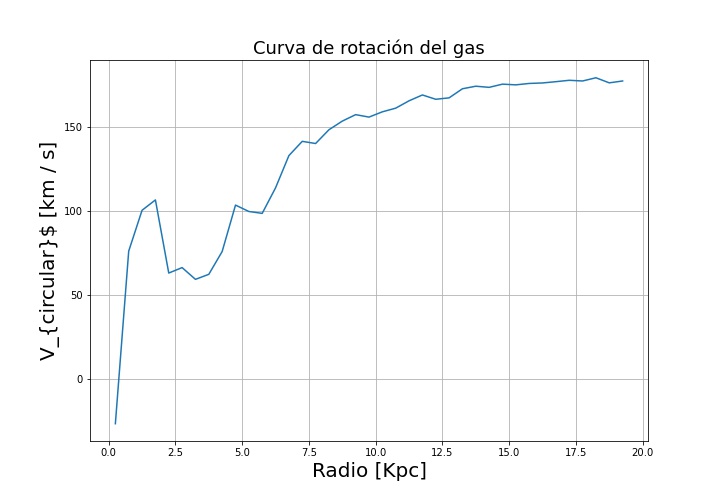 Curva de rotación del gas
V_{circular}$ [km / s]
150
100
50
0
0.0 2.5 5.0 7.5 10.0 12.5 15.0 17.5 20.0
Radio [Kpc]